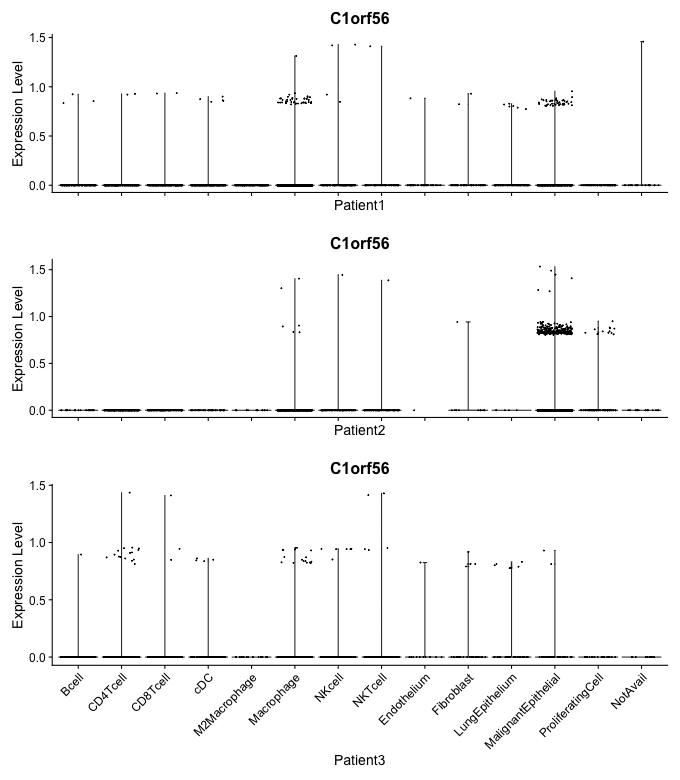 C1orf56
Expression Level
1.5
1.0
0.5
0.0
Patient1
C1orf56
Expression Level
1.5
1.0
0.5
0.0
Patient2
C1orf56
Expression Level
1.5
1.0
0.5
0.0
Bcell
CD4Tcell
CD8Tcell
cDC
M2Macrophage
Macrophage
NKcell
NKTcell
Endothelium
Fibroblast
LungEpithelium
MalignantEpithelial
ProliferatingCell
NotAvail
Patient3